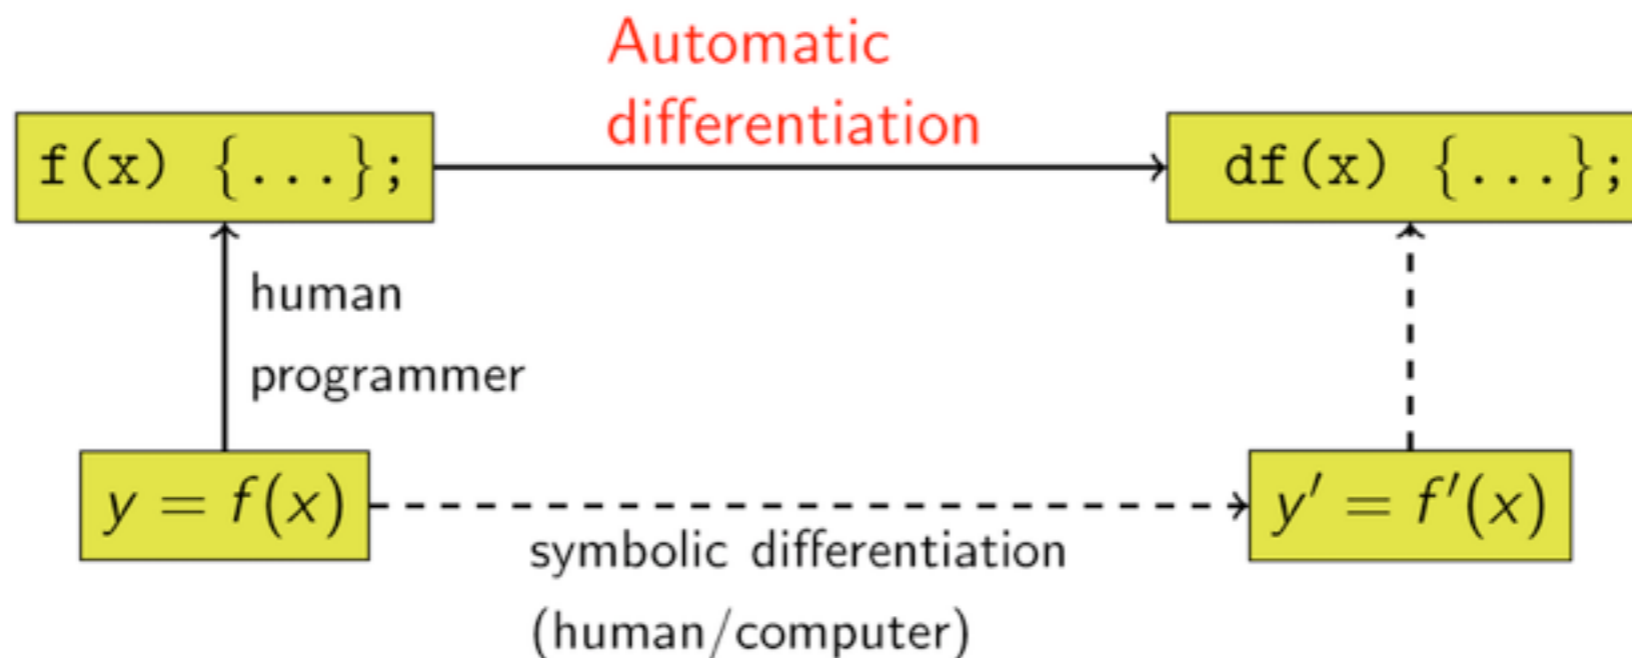 Automatic
differentiation
f(x) {...};
df(x) {...};
human
programmer
y = f(x)
y′ = f′(x)
symbolic differentiation
(human/computer)